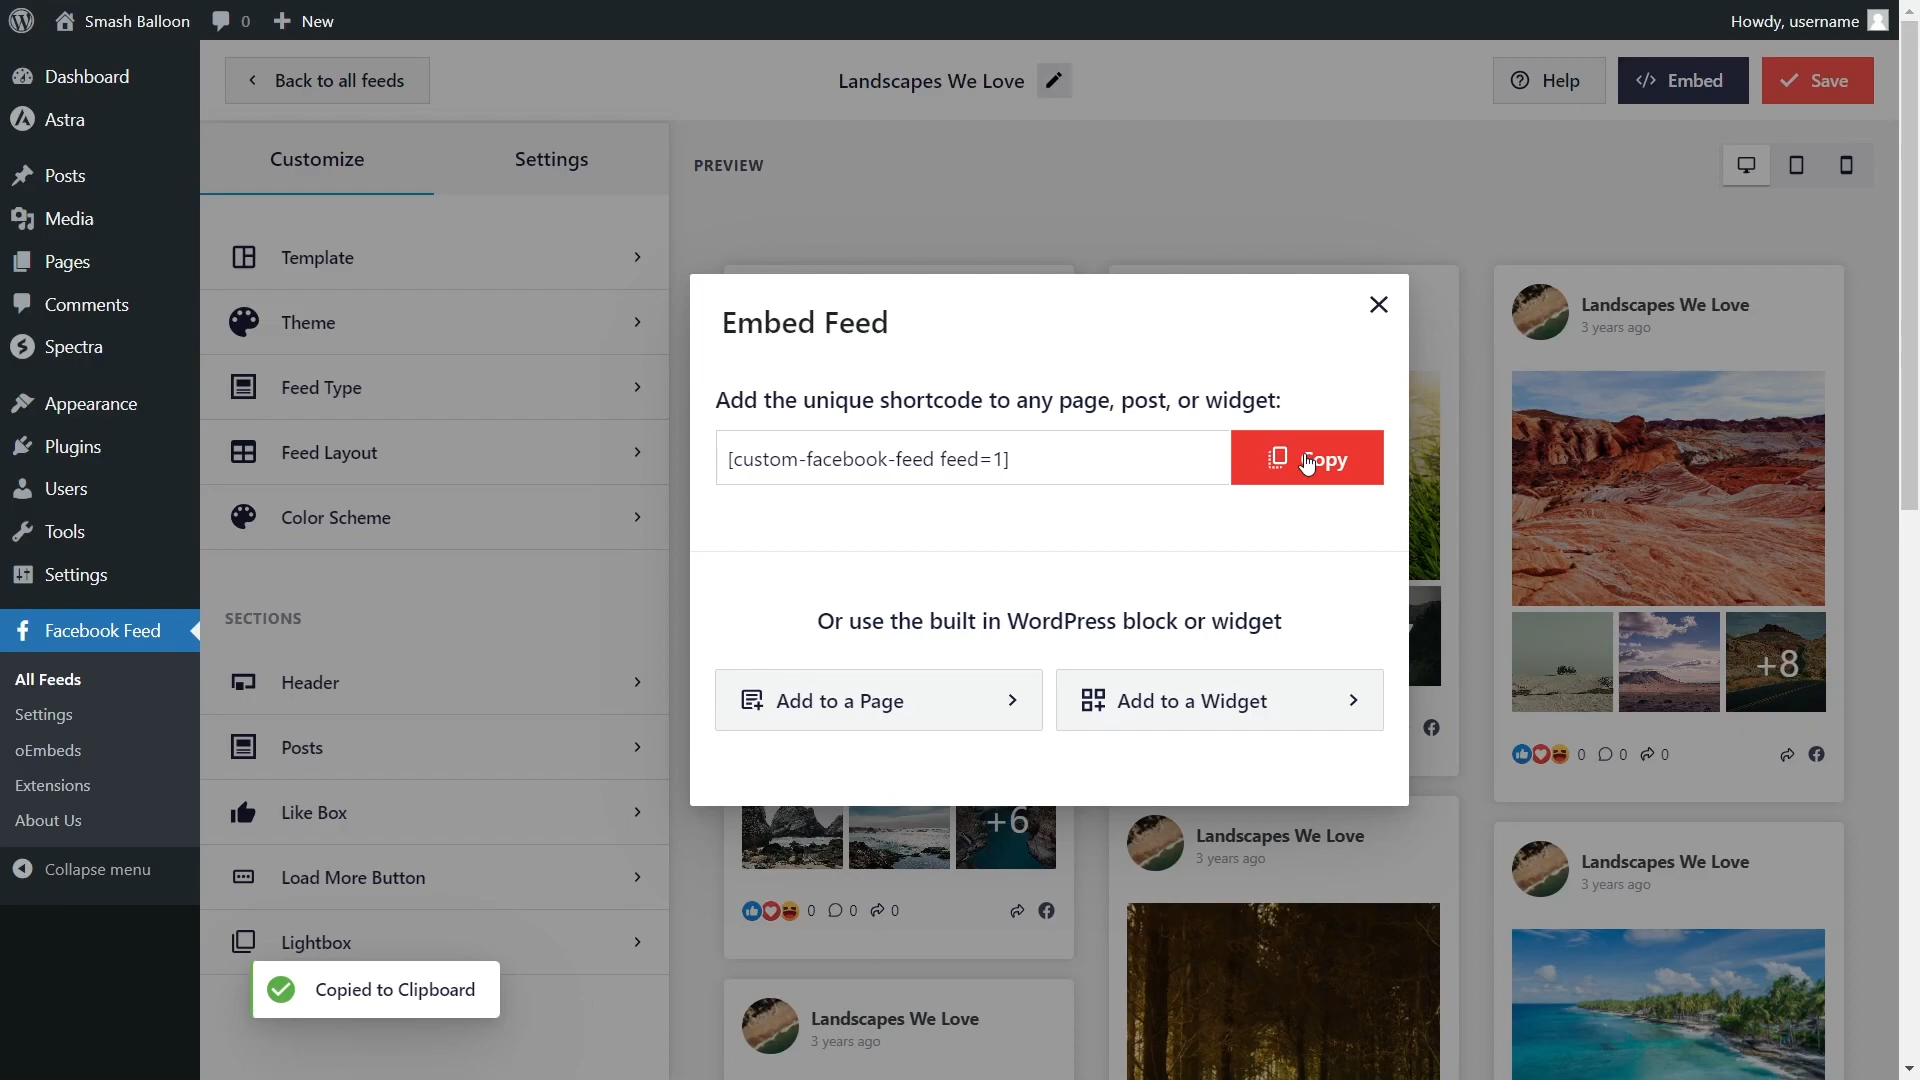 Smash Balloon
0
New
Howdy, username
Dashboard
Astra
Posts
Media
Pages
Comments
Spectra
Appearance
Plugins
Users
Tools
Settings
Facebook Feed
All Feeds
Settings
oEmbeds
Extensions
About Us
Collapse menu
Back to all feeds
Landscapes We Love
Help
Embed
Save
Customize
Settings
Template
Theme
Feed Type
Feed Layout
Color Scheme
SECTIONS
Header
Posts
Like Box
Load More Button
Lightbox
Copied to Clipboard
PREVIEW
Embed Feed
Add the unique shortcode to any page, post, or widget:
[custom-facebook-feed feed=1]
Copy
Or use the built in WordPress block or widget
Add to a Page
Add to a Widget
+6
0 0 0
Landscapes We Love
3 years ago
Landscapes We Love
3 years ago
Landscapes We Love
3 years ago
+8
0 0 0
Landscapes We Love
3 years ago